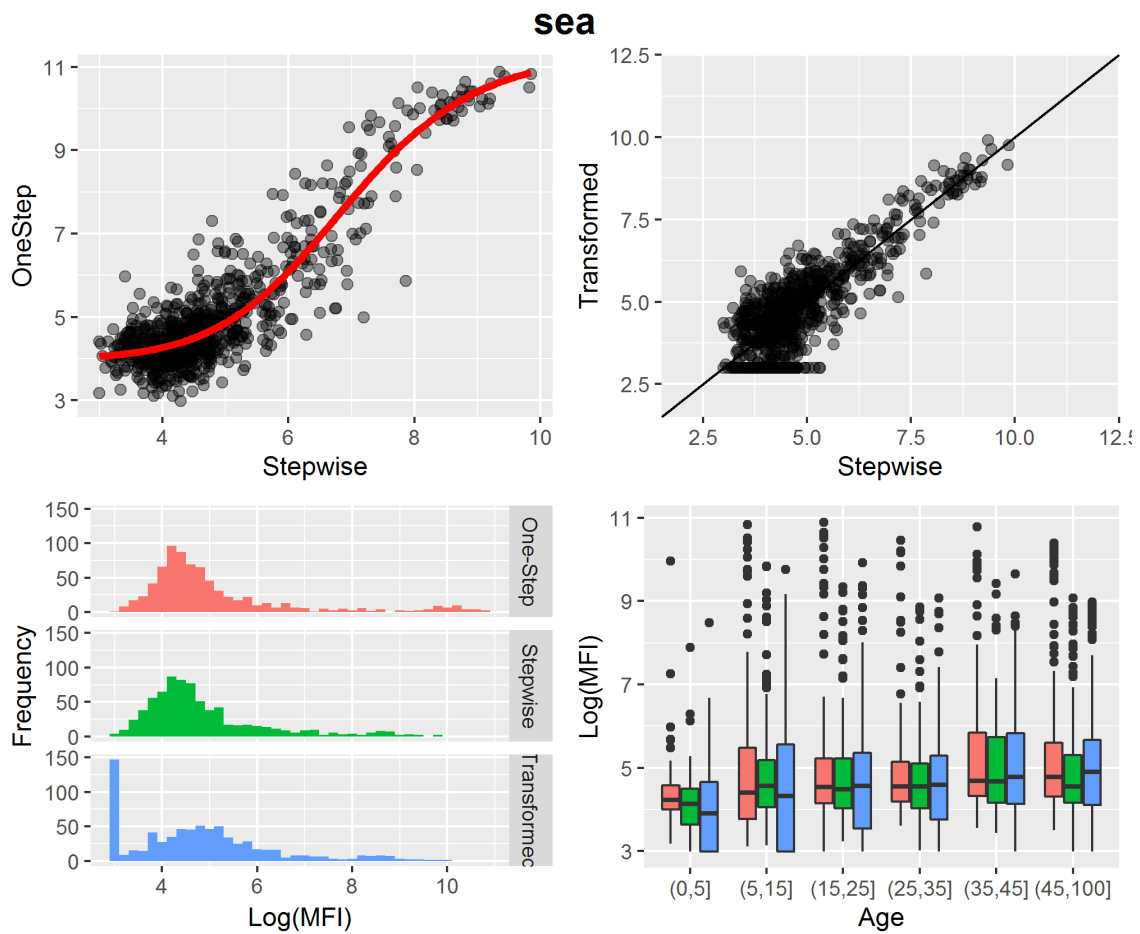 sea
OneStep
11
9
7
5
3
4 6 8 10
Stepwise
Transformed
12.5
10.0
7.5
5.0
2.5
2.5 5.0 7.5 10.0 12.5
Stepwise
Frequency
150
100
50
0
One-Step
150
100
50
0
Stepwise
150
100
50
0
Transformed
4 6 8 10
Log(MFI)
Log(MFI)
11
9
7
5
3
(0,5] (5,15] (15,25] (25,35] (35,45] (45,100]
Age